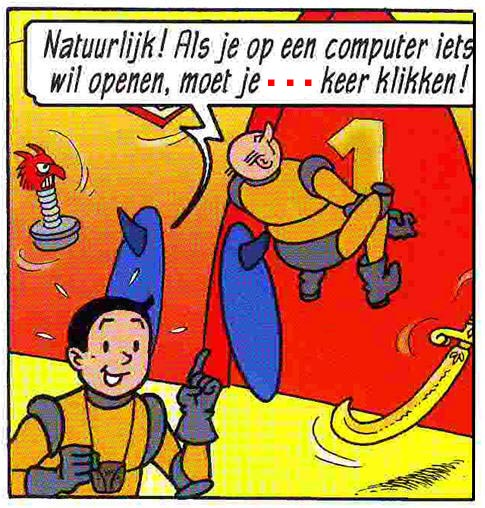 Natuurlijk! Als je op een computer iets
wil openen, moet je ... keer klikken!
1